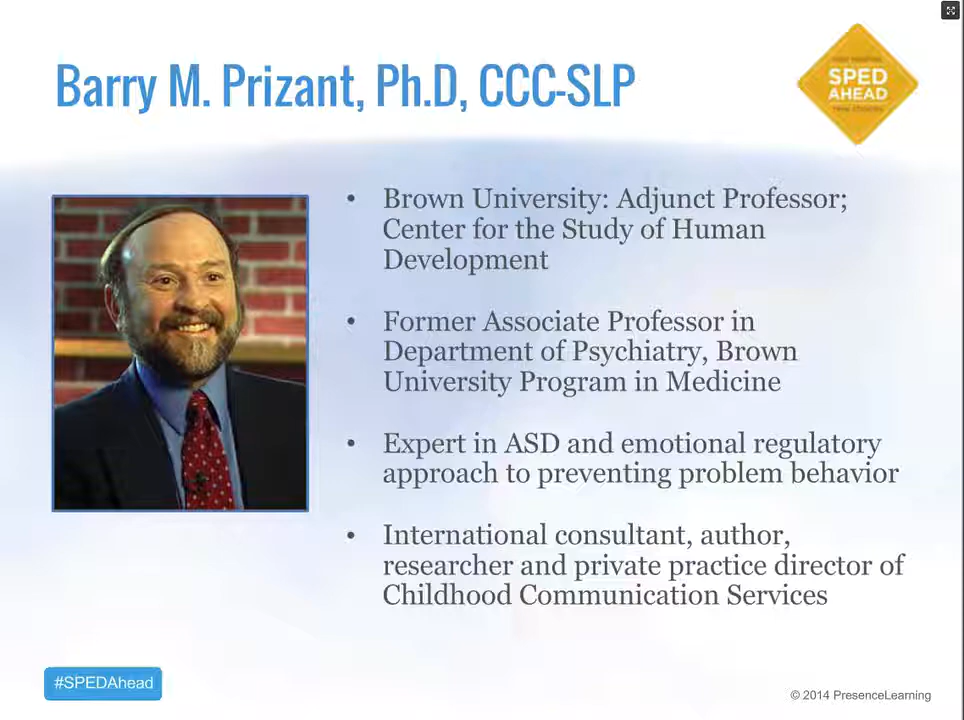 Barry M. Prizant, Ph.D, CCC-SLP
SPED
AHEAD
• Brown University: Adjunct Professor;
Center for the Study of Human
Development
• Former Associate Professor in
Department of Psychiatry, Brown
University Program in Medicine
• Expert in ASD and emotional regulatory
approach to preventing problem behavior
• International consultant, author,
researcher and private practice director of
Childhood Communication Services
#SPEDAhead
© 2014 PresenceLearning